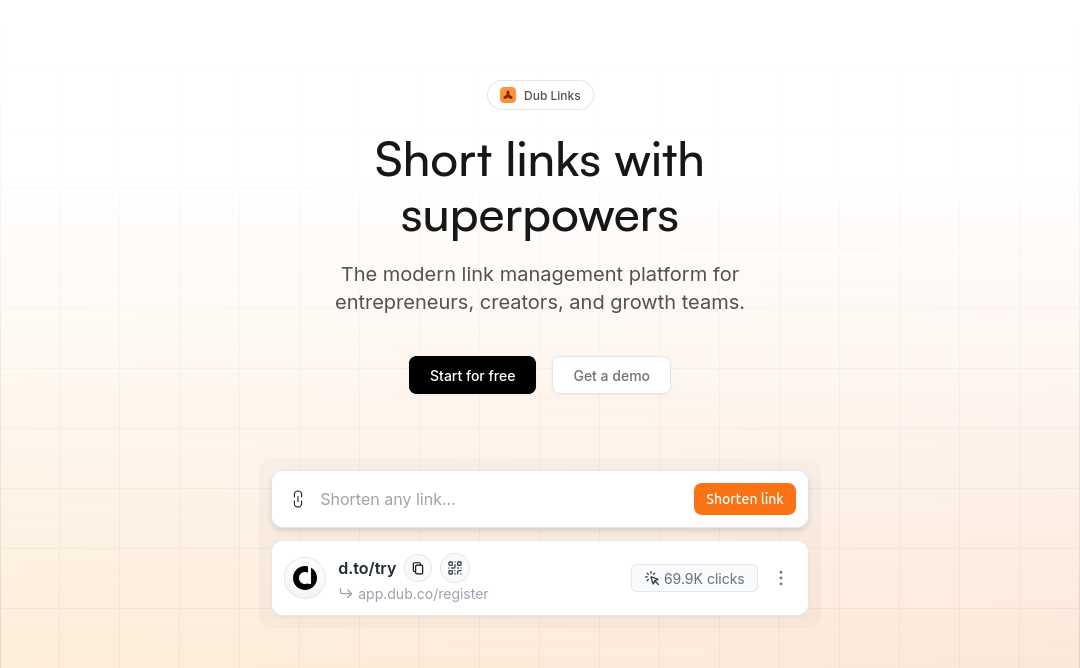 Dub Links
Short links with
superpowers
The modern link management platform for
entrepreneurs, creators, and growth teams.
Start for free
Get a demo
Shorten any link...
Shorten link
d.to/try
app.dub.co/register
69.9K clicks